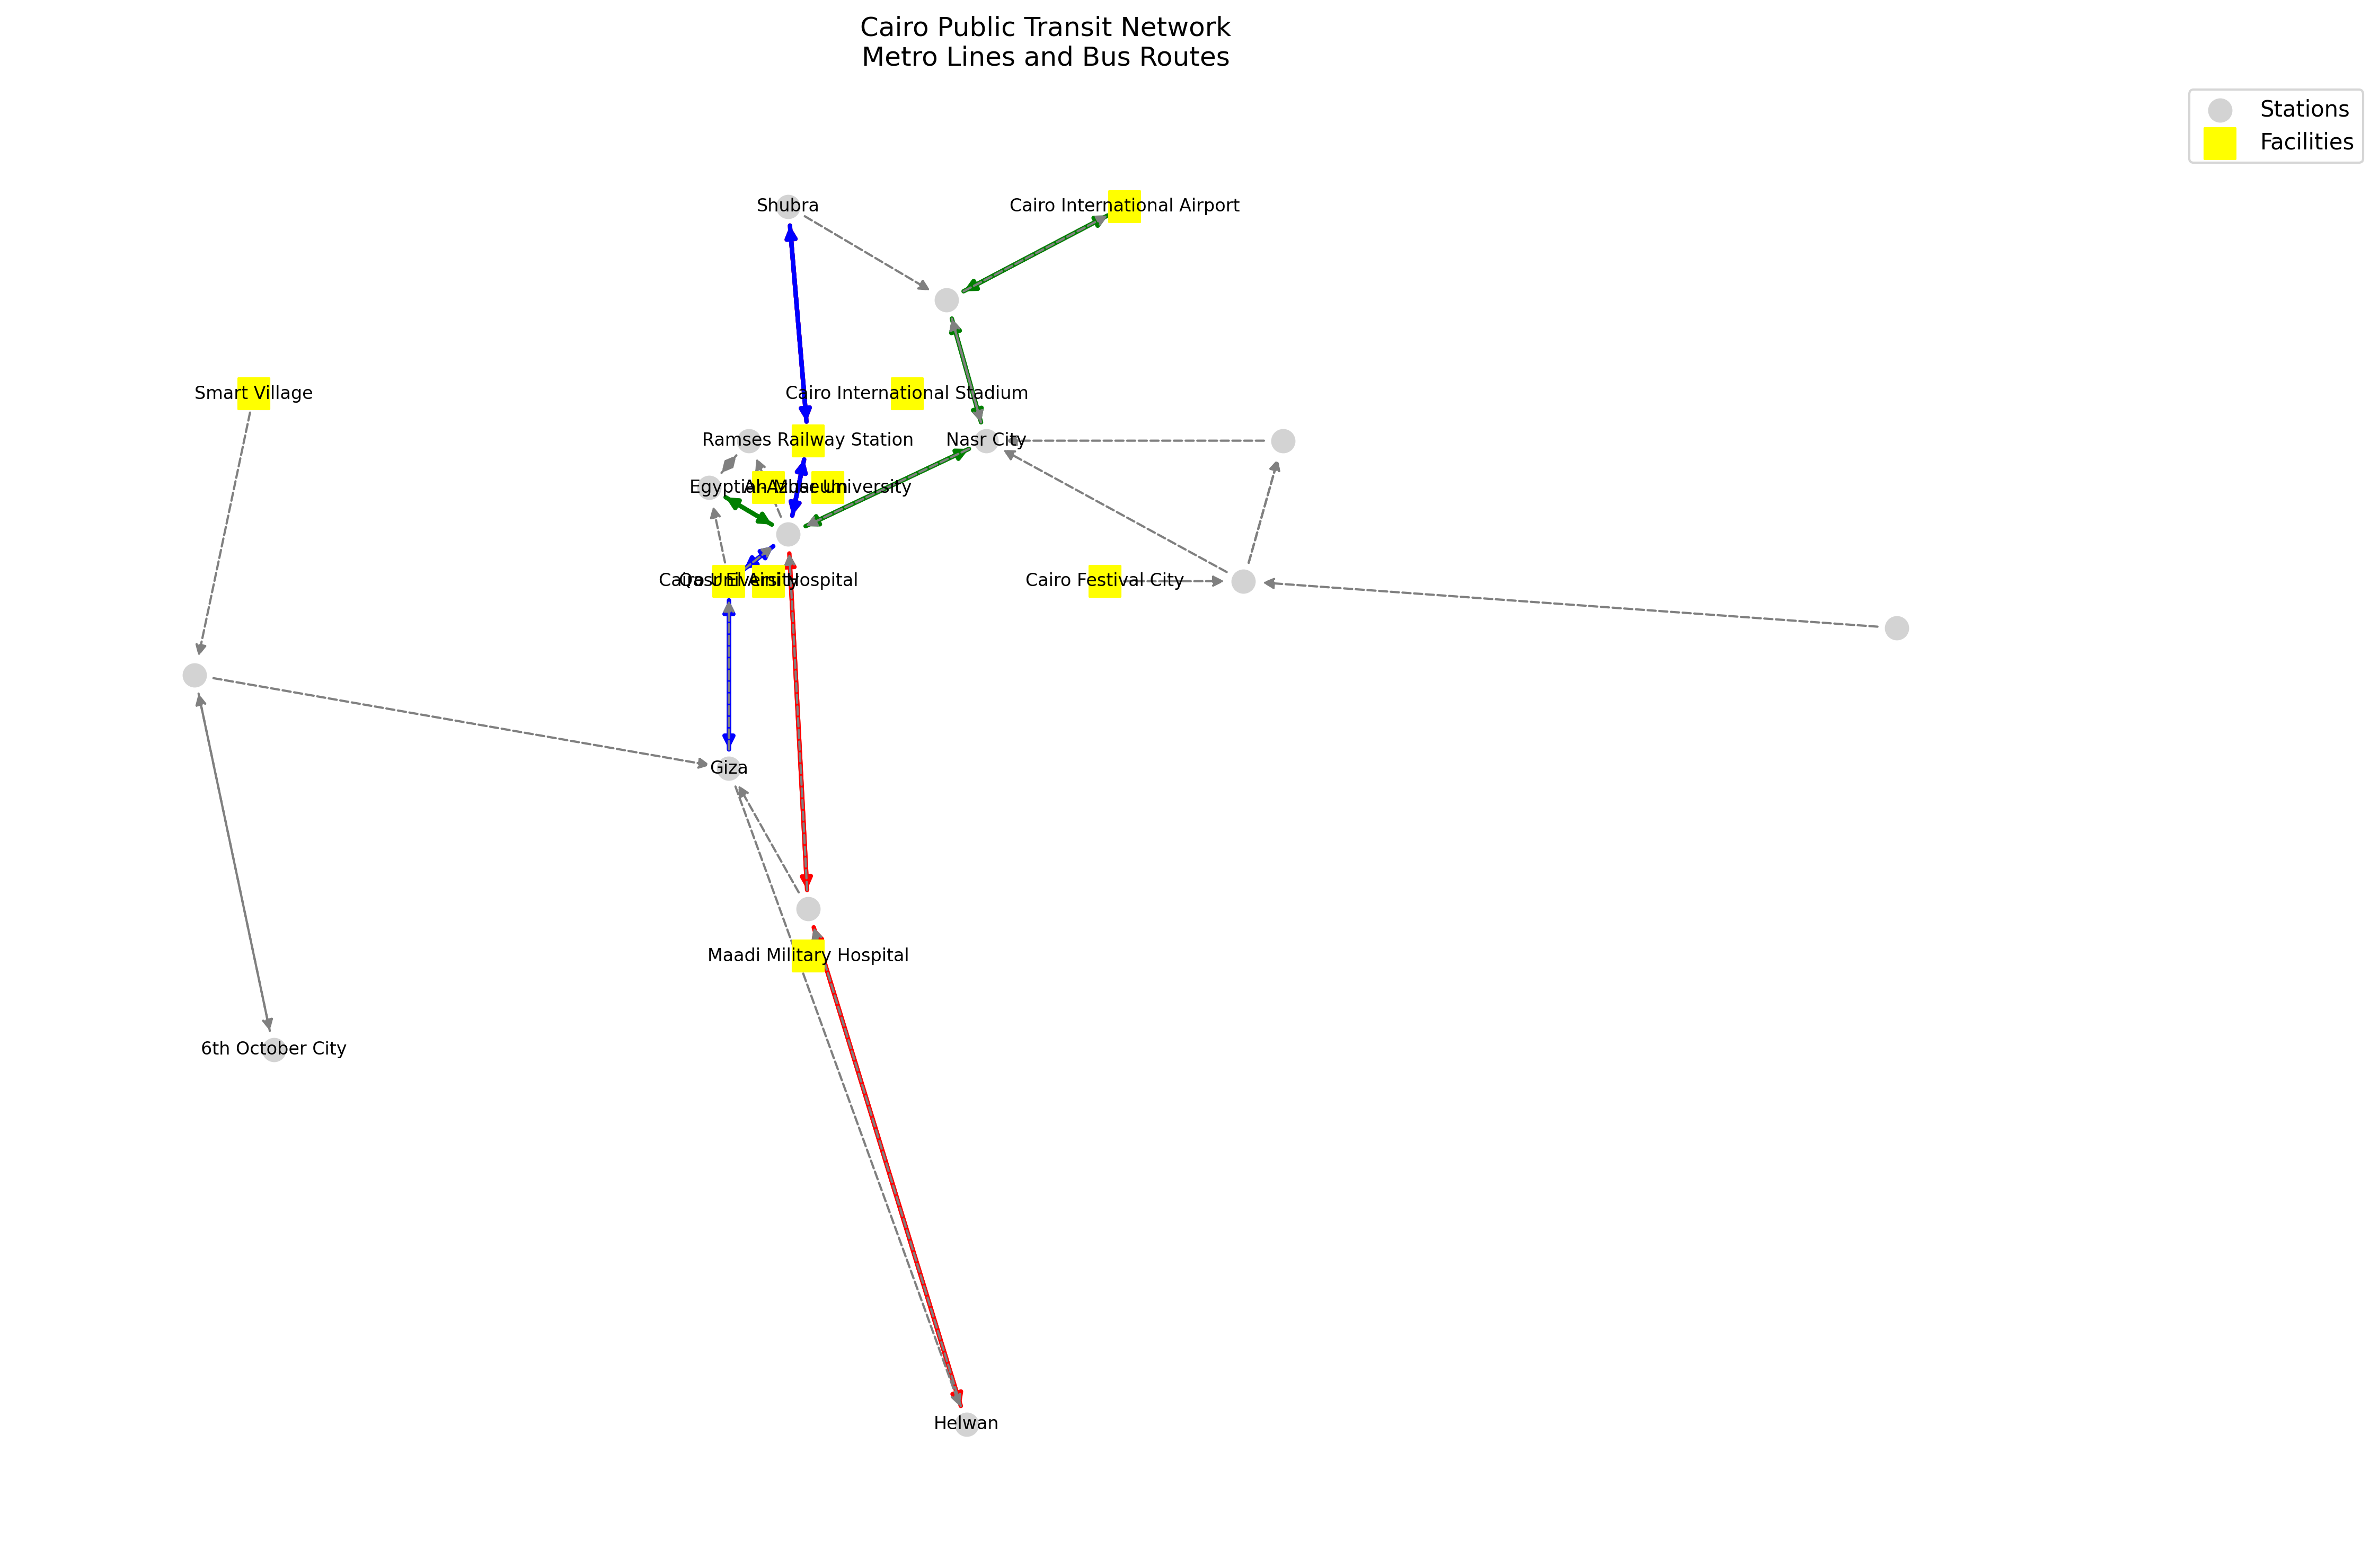 Cairo Public Transit Network
Metro Lines and Bus Routes
Stations
Facilities
Shubra
Cairo International Airport
Smart Village
Cairo International Stadium
Ramses Railway Station
Nasr City
Egyptian Museum
Al-Azhar University
Cairo University
Qasr El Aini Hospital
Cairo Festival City
Giza
Maadi Military Hospital
6th October City
Helwan